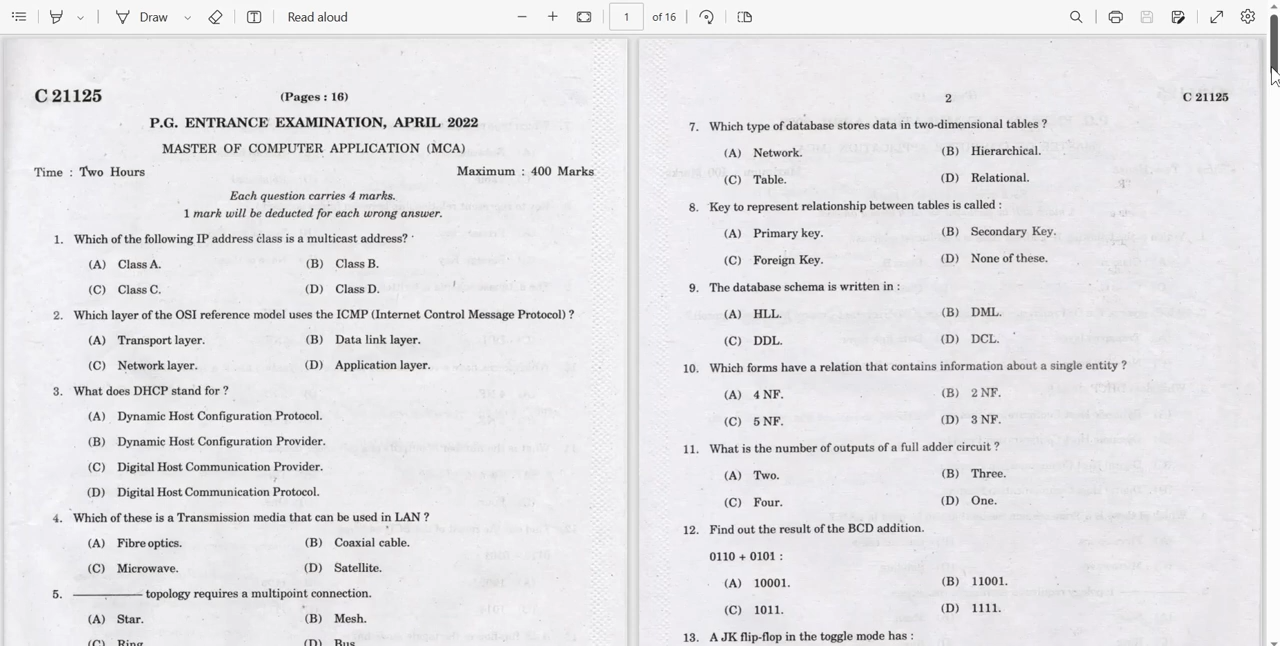 Draw
Read aloud
1
of 16
C 21125
(Pages : 16)
P.G. ENTRANCE EXAMINATION, APRIL 2022
MASTER OF COMPUTER APPLICATION (MCA)
Time : Two Hours
Maximum : 400 Marks
Each question carries 4 marks.
1 mark will be deducted for each wrong answer.
1. Which of the following IP address class is a multicast address?
(A) Class A. (B) Class B.
(C) Class C. (D) Class D.
2. Which layer of the OSI reference model uses the ICMP (Internet Control Message Protocol) ?
(A) Transport layer. (B) Data link layer.
(C) Network layer. (D) Application layer.
3. What does DHCP stand for ?
(A) Dynamic Host Configuration Protocol.
(B) Dynamic Host Configuration Provider.
(C) Digital Host Communication Provider.
(D) Digital Host Communication Protocol.
4. Which of these is a Transmission media that can be used in LAN ?
(A) Fibre optics. (B) Coaxial cable.
(C) Microwave. (D) Satellite.
5. ———— topology requires a multipoint connection.
(A) Star. (B) Mesh.
(C) Ring. (D) Bus.
2
C 21125
7. Which type of database stores data in two-dimensional tables ?
(A) Network. (B) Hierarchical.
(C) Table. (D) Relational.
8. Key to represent relationship between tables is called :
(A) Primary key. (B) Secondary Key.
(C) Foreign Key. (D) None of these.
9. The database schema is written in :
(A) HLL. (B) DML.
(C) DDL. (D) DCL.
10. Which forms have a relation that contains information about a single entity ?
(A) 4 NF. (B) 2 NF.
(C) 5 NF. (D) 3 NF.
11. What is the number of outputs of a full adder circuit ?
(A) Two. (B) Three.
(C) Four. (D) One.
12. Find out the result of the BCD addition.
0110 + 0101 :
(A) 10001. (B) 11001.
(C) 1011. (D) 1111.
13. A JK flip-flop in the toggle mode has :